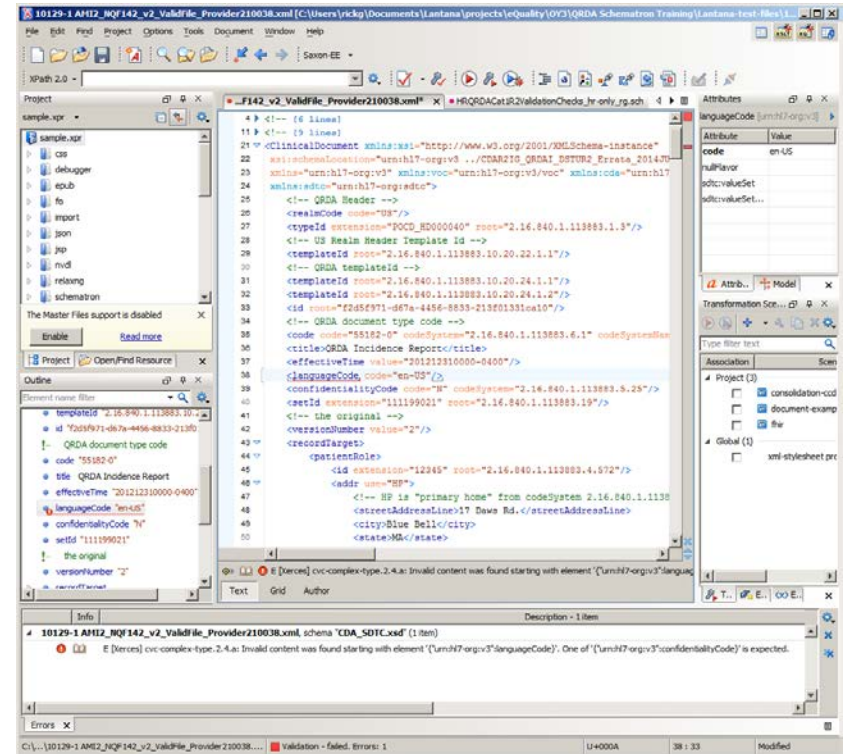 10129-1 AMI2_NQF142_v2_ValidFile_Provider210038.xml [C:\Users\rickg\Documents\Lantana\projects\eQuality\OY3\QRDA Schematron Training\Lantana-test-files\1...
File Edit Find Project Options Tools Document Window Help
Saxon-EE
XPath 2.0
Project
sample.xpr
sample.xpr
css
debugger
epub
fo
import
json
jsp
nvdl
relaxng
schematron
The Master Files support is disabled
Enable Read more
Project Open/Find Resource
Outline
Element name filter
templateId "2.16.840.1.113883.10.2
id "f2d5f971-d67a-4456-8833-213f0
QRDA document type code
code "55182-0"
title QRDA Incidence Report
effectiveTime "201212310000-0400"
languageCode "en-US"
confidentialityCode "N"
setId "111199021"
the original
versionNumber "2"
recordTarget
..._F142_v2_ValidFile_Provider210038.xml* HRQRDACat1R2ValidationChecks_hr-only_rg.sch
4 <!-- [6 lines]
11 <!-- [9 lines]
21 <ClinicalDocument xmlns:xsi="http://www.w3.org/2001/XMLSchema-instance"
22 xsi:schemaLocation="urn:hl7-org:v3 ../CDAR2IG_QRDAI_DSTUR2_Errata_2014JU
23 xmlns="urn:hl7-org:v3" xmlns:voc="urn:hl7-org:v3/voc" xmlns:cda="urn:hl7
24 xmlns:sdtc="urn:hl7-org:sdtc">
25 <!-- QRDA Header -->
26 <realmCode code="US"/>
27 <typeId extension="POCD_HD000040" root="2.16.840.1.113883.1.3"/>
28 <!-- US Realm Header Template Id -->
29 <templateId root="2.16.840.1.113883.10.20.22.1.1"/>
30 <!-- QRDA templateId -->
31 <templateId root="2.16.840.1.113883.10.20.24.1.1"/>
32 <templateId root="2.16.840.1.113883.10.20.24.1.2"/>
33 <id root="f2d5f971-d67a-4456-8833-213f01331ca10"/>
34 <!-- QRDA document type code -->
35 <code code="55182-0" codeSystem="2.16.840.1.113883.6.1" codeSystemNam
36 <title>QRDA Incidence Report</title>
37 <effectiveTime value="201212310000-0400"/>
38 <languageCode code="en-US"/>
39 <confidentialityCode code="N" codeSystem="2.16.840.1.113883.5.25"/>
40 <setId extension="111199021" root="2.16.840.1.113883.19"/>
41 <!-- the original -->
42 <versionNumber value="2"/>
43 <recordTarget>
44 <patientRole>
45 <id extension="12345" root="2.16.840.1.113883.4.572"/>
46 <addr use="HP">
47 <!-- HP is "primary home" from codeSystem 2.16.840.1.1138
48 <streetAddressLine>17 Daws Rd.</streetAddressLine>
49 <city>Blue Bell</city>
50 <state>MA</state>
E [Xerces] cvc-complex-type.2.4.a: Invalid content was found starting with element '{"urn:hl7-org:v3":languag
Text Grid Author
Attributes
languageCode [urn:hl7-org:v3]
Attribute Value
code en-US
nullFlavor
sdtc:valueSet
sdtc:valueSet...
Attrib... Model
Transformation Sce...
Type filter text
Association Scen
Project (3)
consolidation-ccd
document-examp
fhir
Global (1)
xml-stylesheet prc
T... E... E...
Info Description - 1 item
10129-1 AMI2_NQF142_v2_ValidFile_Provider210038.xml, schema "CDA_SDTC.xsd" (1 item)
E [Xerces] cvc-complex-type.2.4.a: Invalid content was found starting with element '{"urn:hl7-org:v3":languageCode}'. One of '{"urn:hl7-org:v3":confidentialityCode}' is expected.
Errors
C:\...\10129-1 AMI2_NQF142_v2_ValidFile_Provider210038.... Validation - failed. Errors: 1 U+000A 38 : 33 Modified